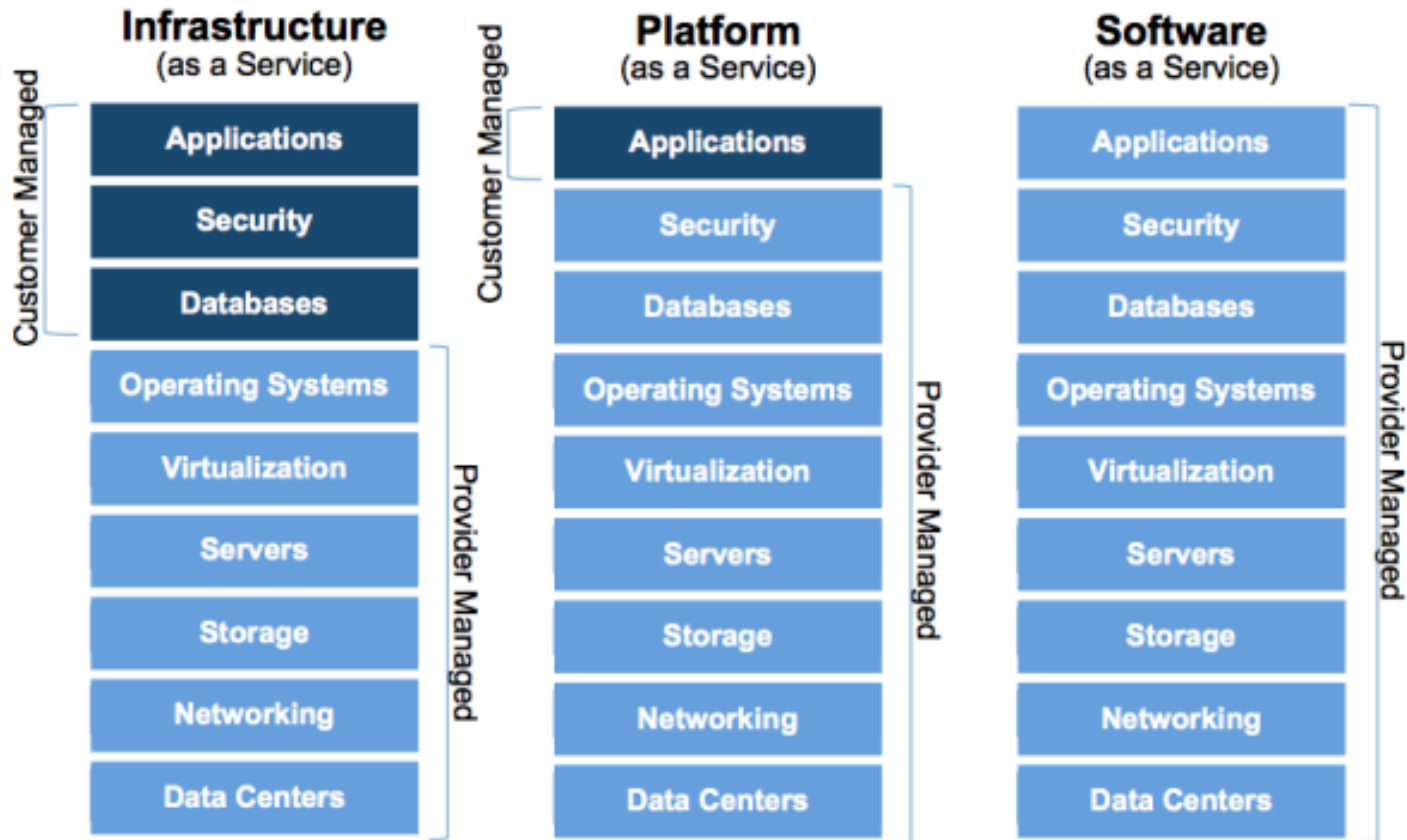 Infrastructure
(as a Service)
Customer Managed
Applications
Security
Databases
Operating Systems
Virtualization
Servers
Storage
Networking
Data Centers
Provider Managed
Platform
(as a Service)
Customer Managed
Applications
Security
Databases
Operating Systems
Virtualization
Servers
Storage
Networking
Data Centers
Provider Managed
Software
(as a Service)
Applications
Security
Databases
Operating Systems
Virtualization
Servers
Storage
Networking
Data Centers
Provider Managed